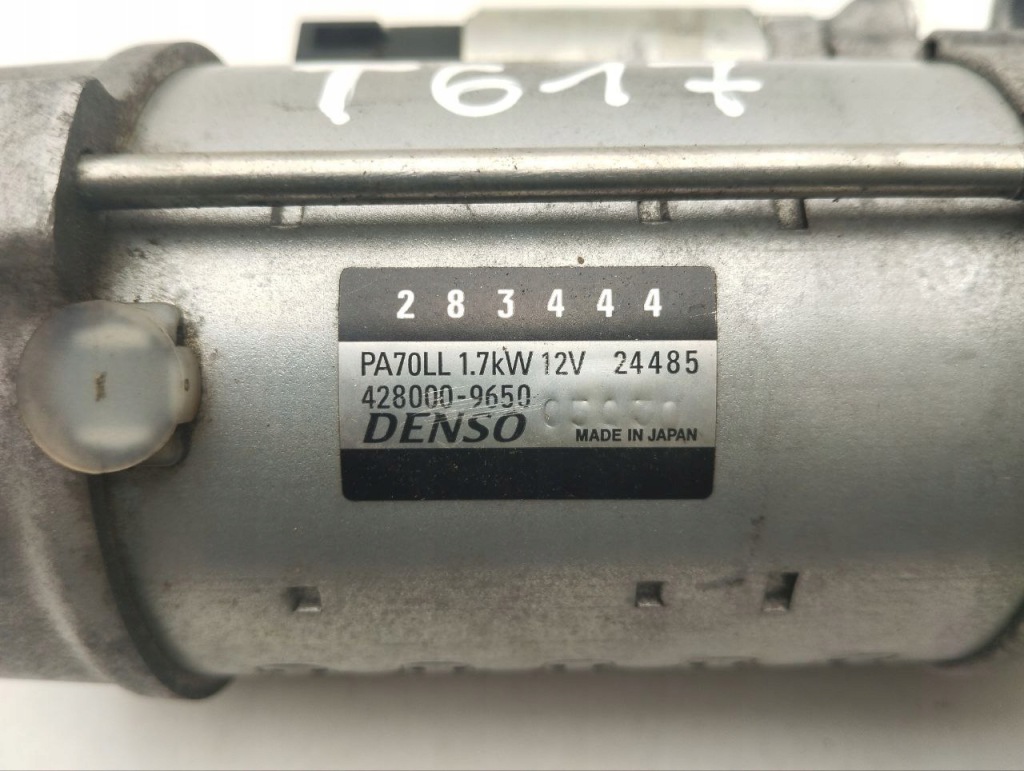 T617
283444
PA70LL 1.7kW 12V 24485
428000-9650
DENSO MADE IN JAPAN